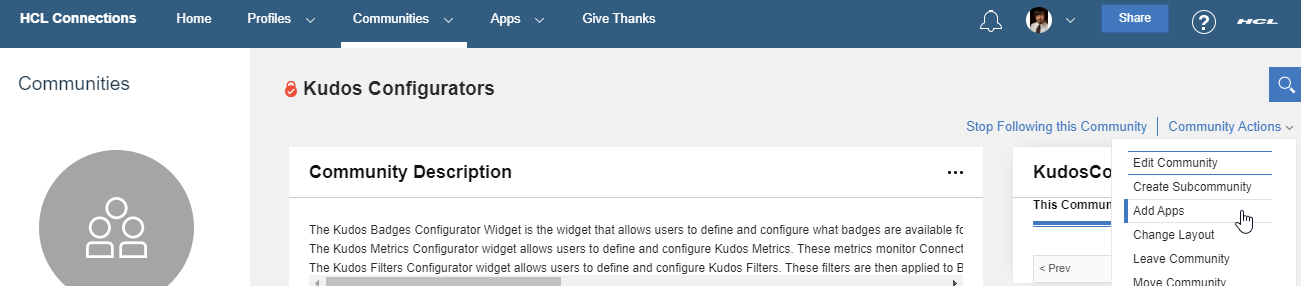 HCL Connections Home Profiles Communities Apps Give Thanks Share ? HCL
Communities
Kudos Configurators
Stop Following this Community Community Actions
Community Description ...
The Kudos Badges Configurator Widget is the widget that allows users to define and configure what badges are available
The Kudos Metrics Configurator widget allows users to define and configure Kudos Metrics. These metrics monitor Connect
The Kudos Filters Configurator widget allows users to define and configure Kudos Filters. These filters are then applied to B
KudosCo
This Commun
< Prev
Edit Community
Create Subcommunity
Add Apps
Change Layout
Leave Community
Move Community